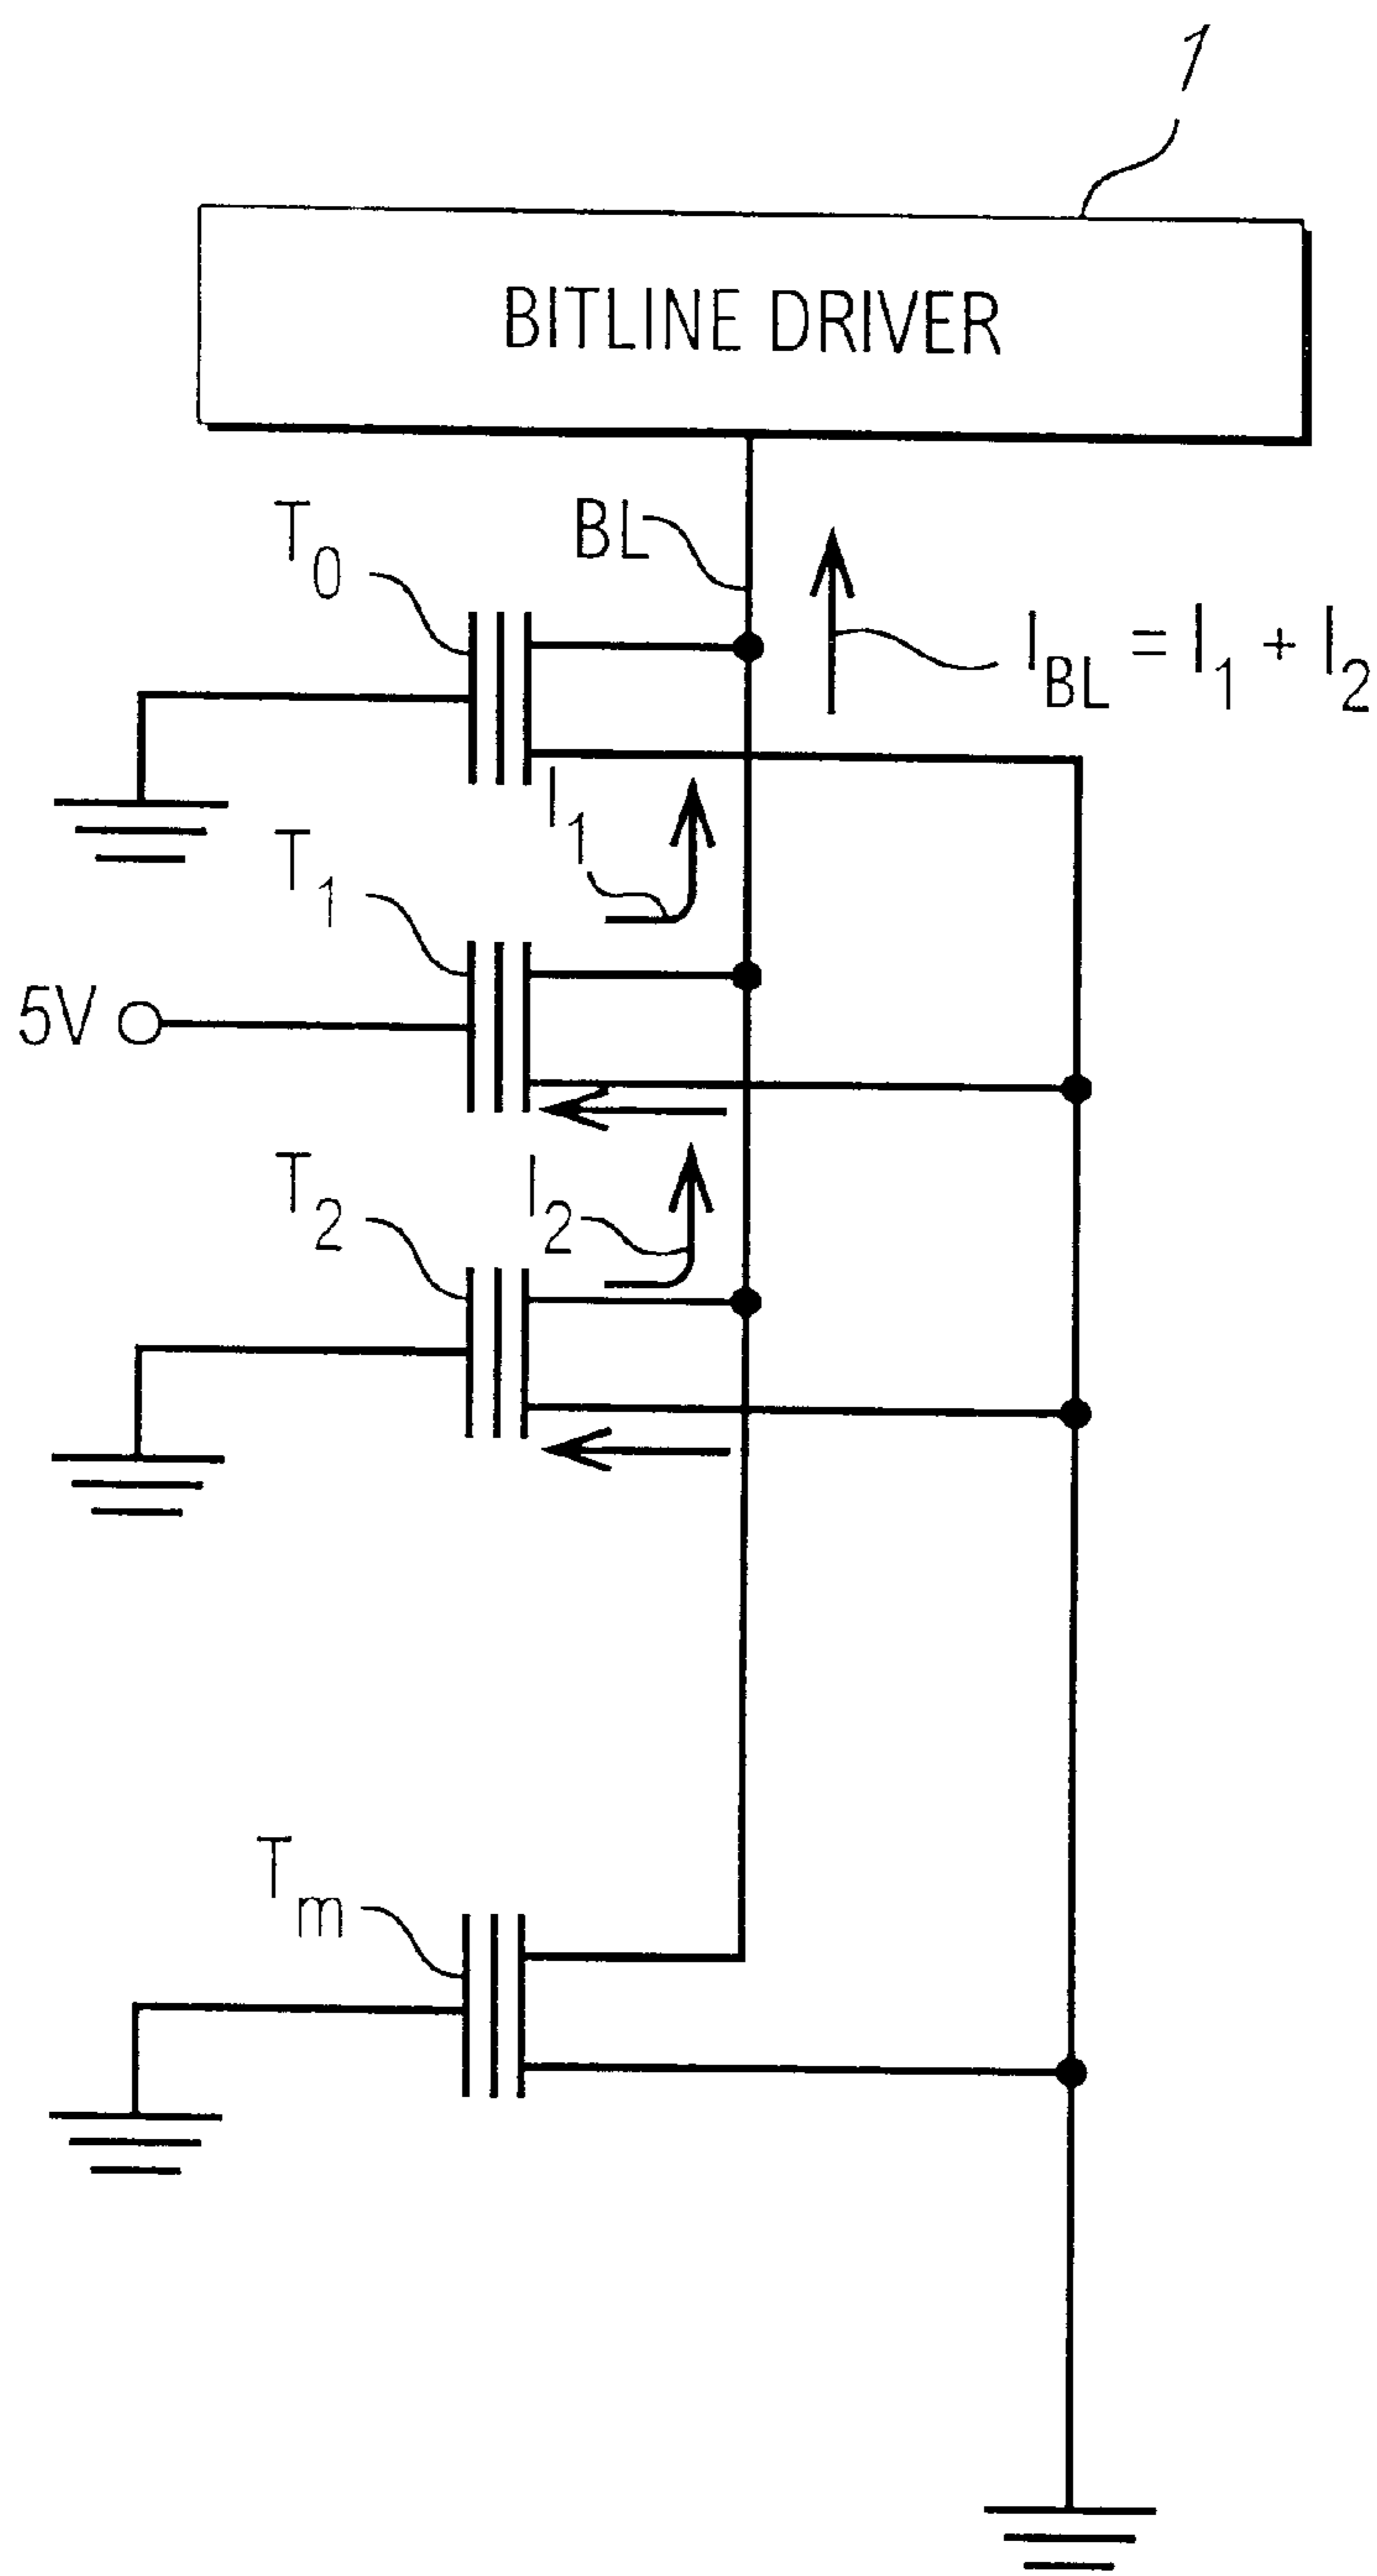 1
BITLINE DRIVER
T0
BL
IBL = I1 + I2
I1
T1
5V
T2
I2
Tm